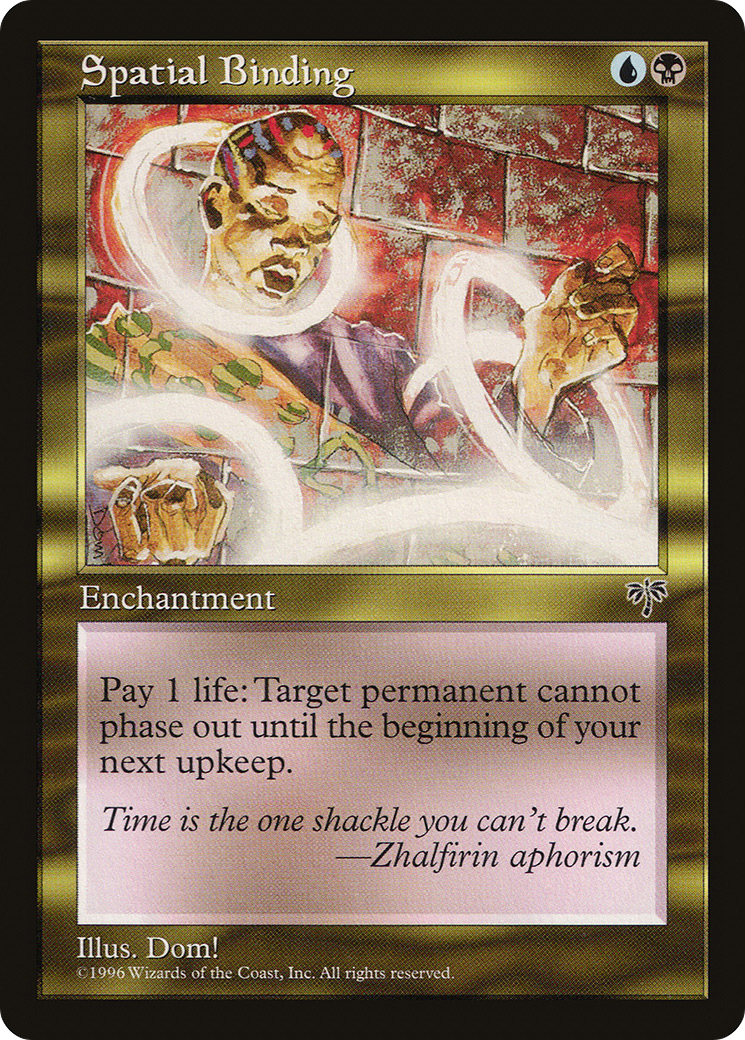 Spatial Binding
Dom
Enchantment
Pay 1 life: Target permanent cannot
phase out until the beginning of your
next upkeep.
Time is the one shackle you can't break.
—Zhalfirin aphorism
Illus. Dom!
©1996 Wizards of the Coast, Inc. All rights reserved.